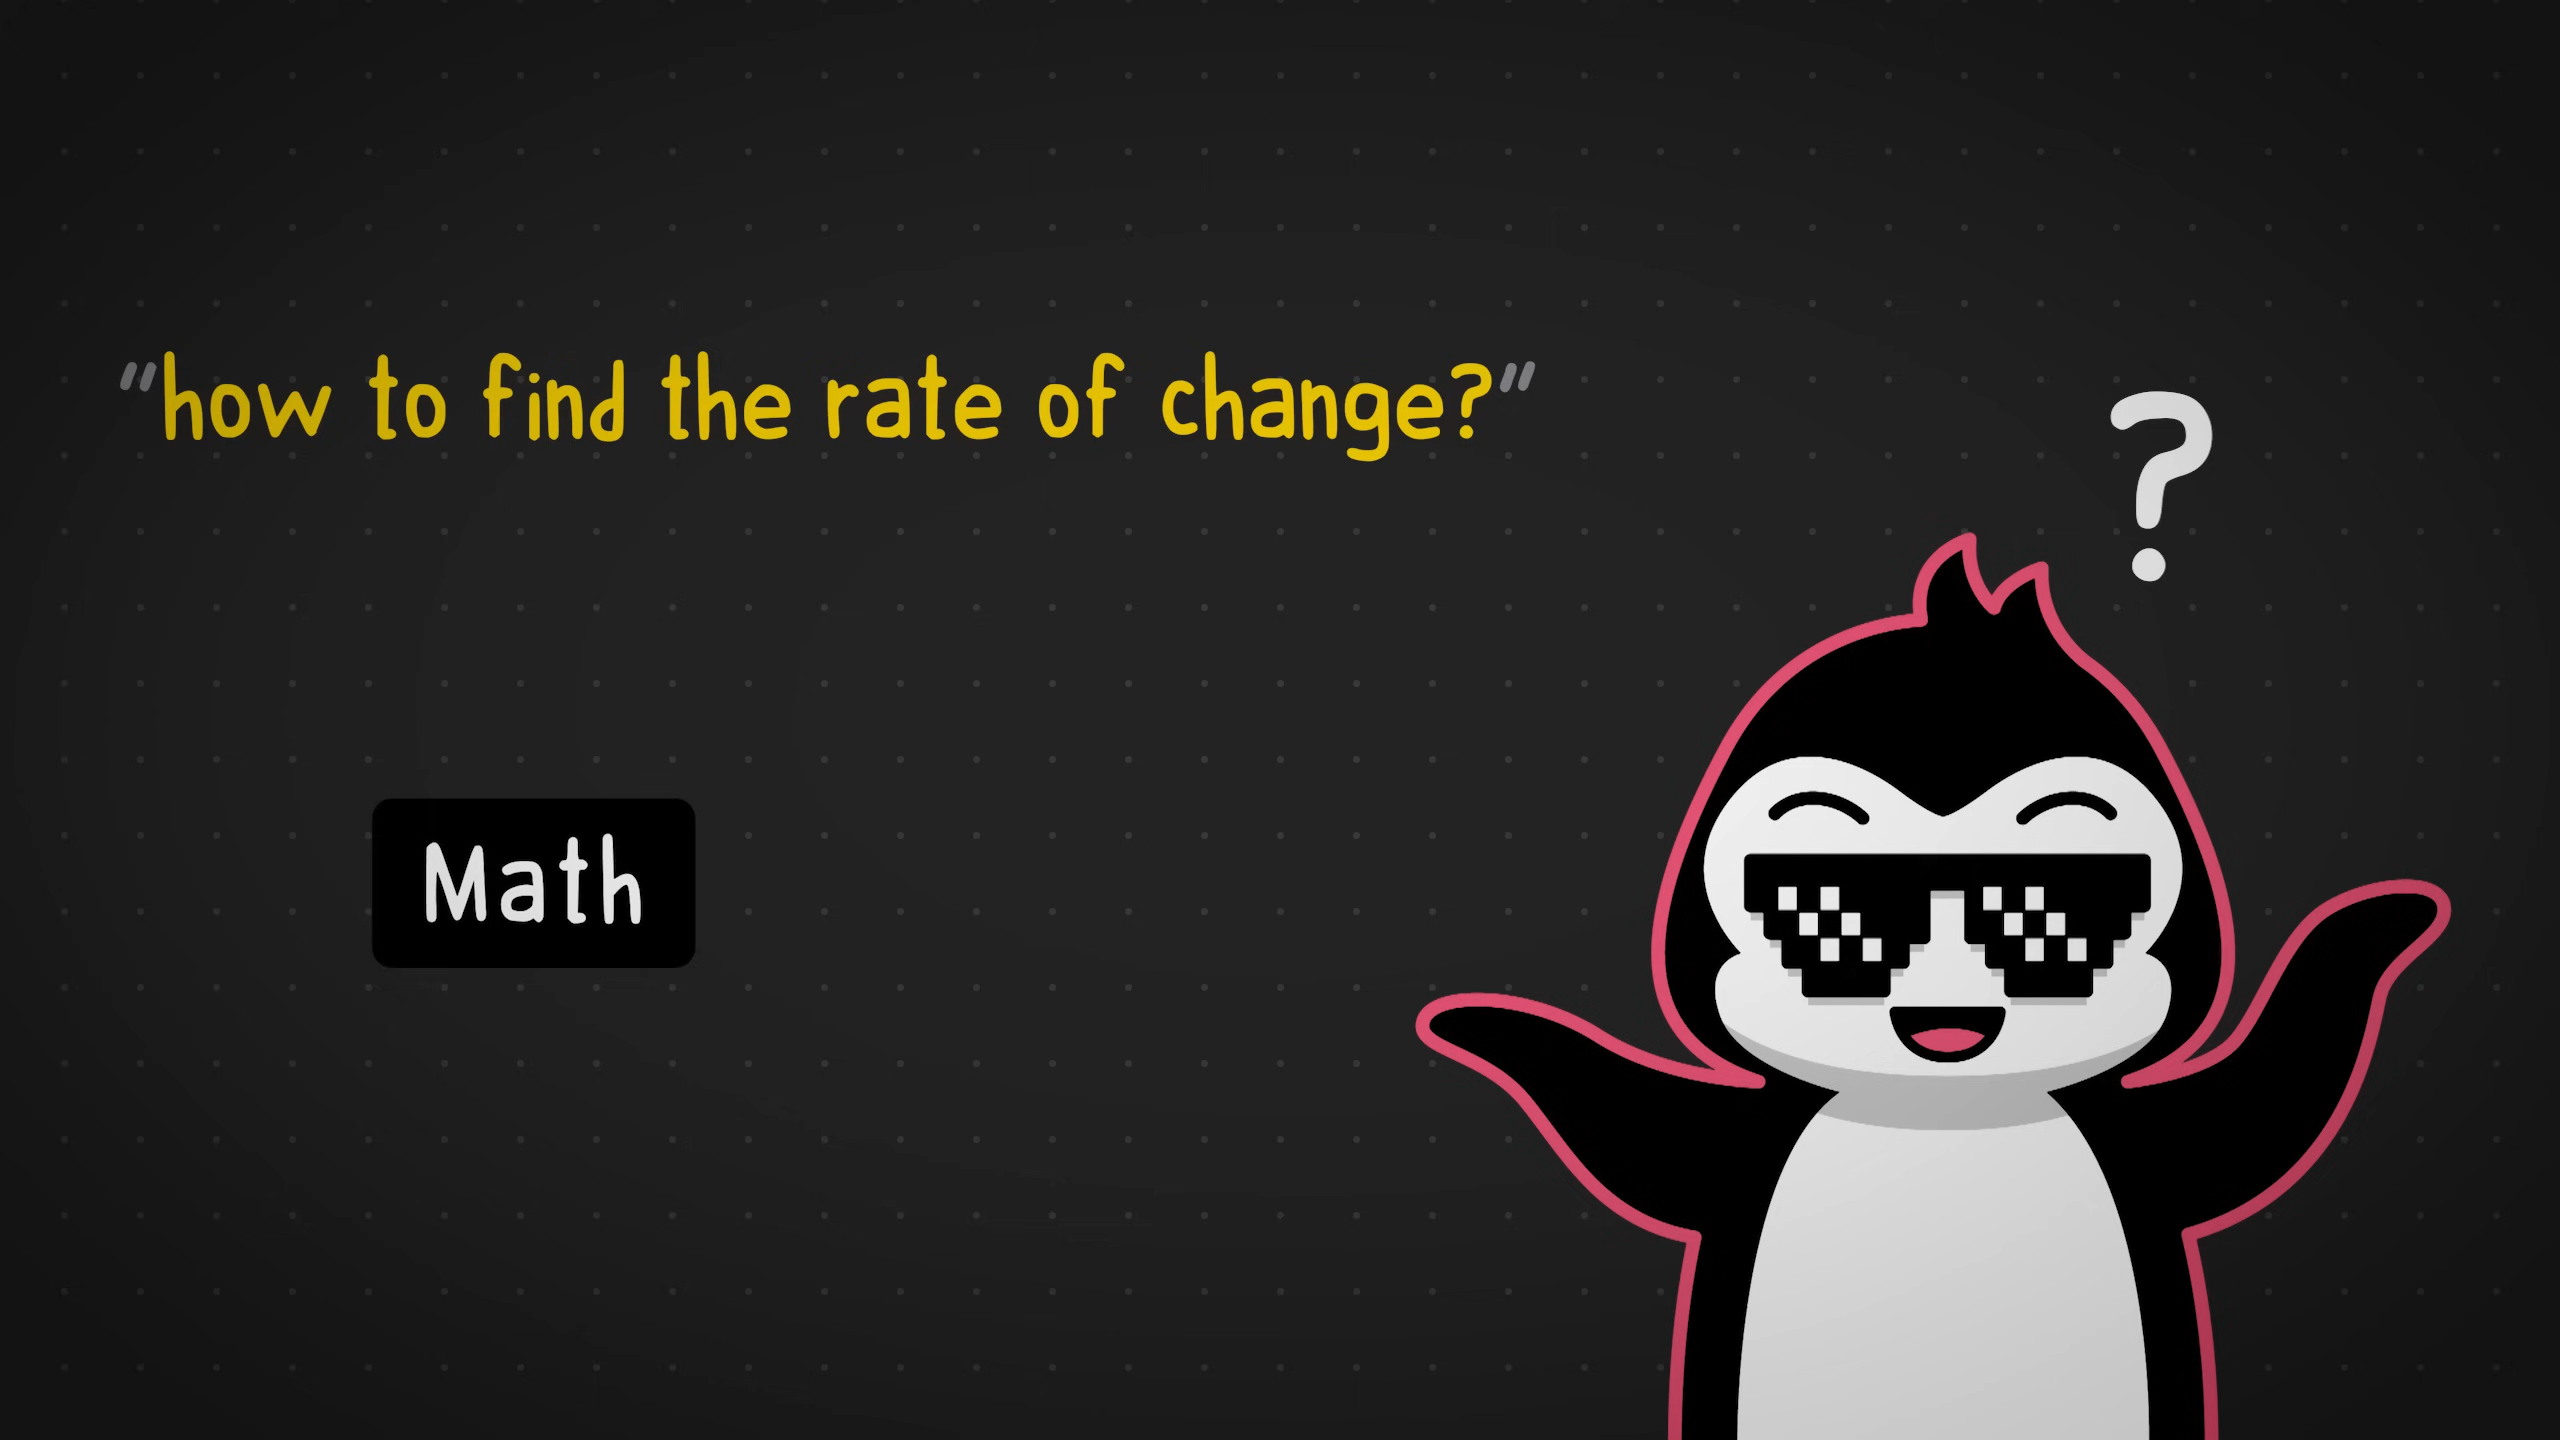 "how to find the rate of change?"
?
Math